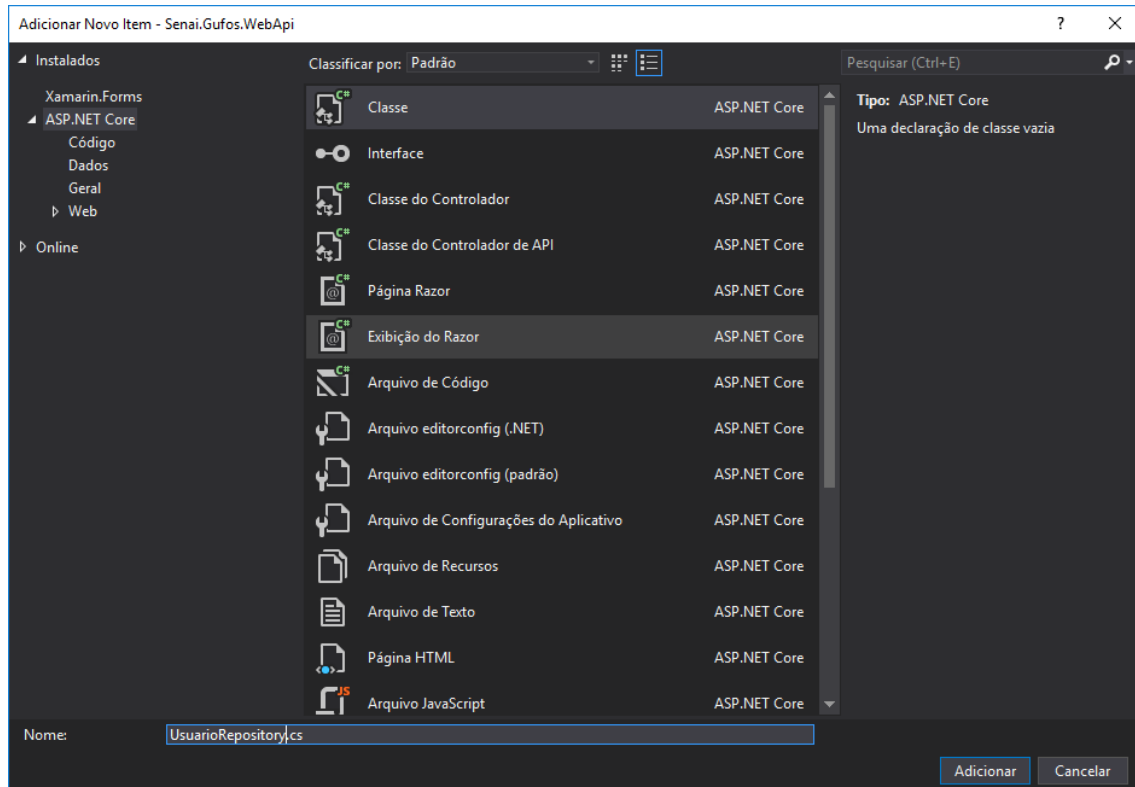 Adicionar Novo Item - Senai.Gufos.WebApi
Instalados
Xamarin.Forms
ASP.NET Core
Código
Dados
Geral
Web
Online
Classificar por: Padrão
C# Classe ASP.NET Core
Interface ASP.NET Core
C# Classe do Controlador ASP.NET Core
C# Classe do Controlador de API ASP.NET Core
C# @ Página Razor ASP.NET Core
C# @ Exibição do Razor ASP.NET Core
C# Arquivo de Código ASP.NET Core
Arquivo editorconfig (.NET) ASP.NET Core
Arquivo editorconfig (padrão) ASP.NET Core
Arquivo de Configurações do Aplicativo ASP.NET Core
Arquivo de Recursos ASP.NET Core
Arquivo de Texto ASP.NET Core
Página HTML ASP.NET Core
JS Arquivo JavaScript ASP.NET Core
Pesquisar (Ctrl+E)
Tipo: ASP.NET Core
Uma declaração de classe vazia
Nome: UsuarioRepository.cs
Adicionar Cancelar